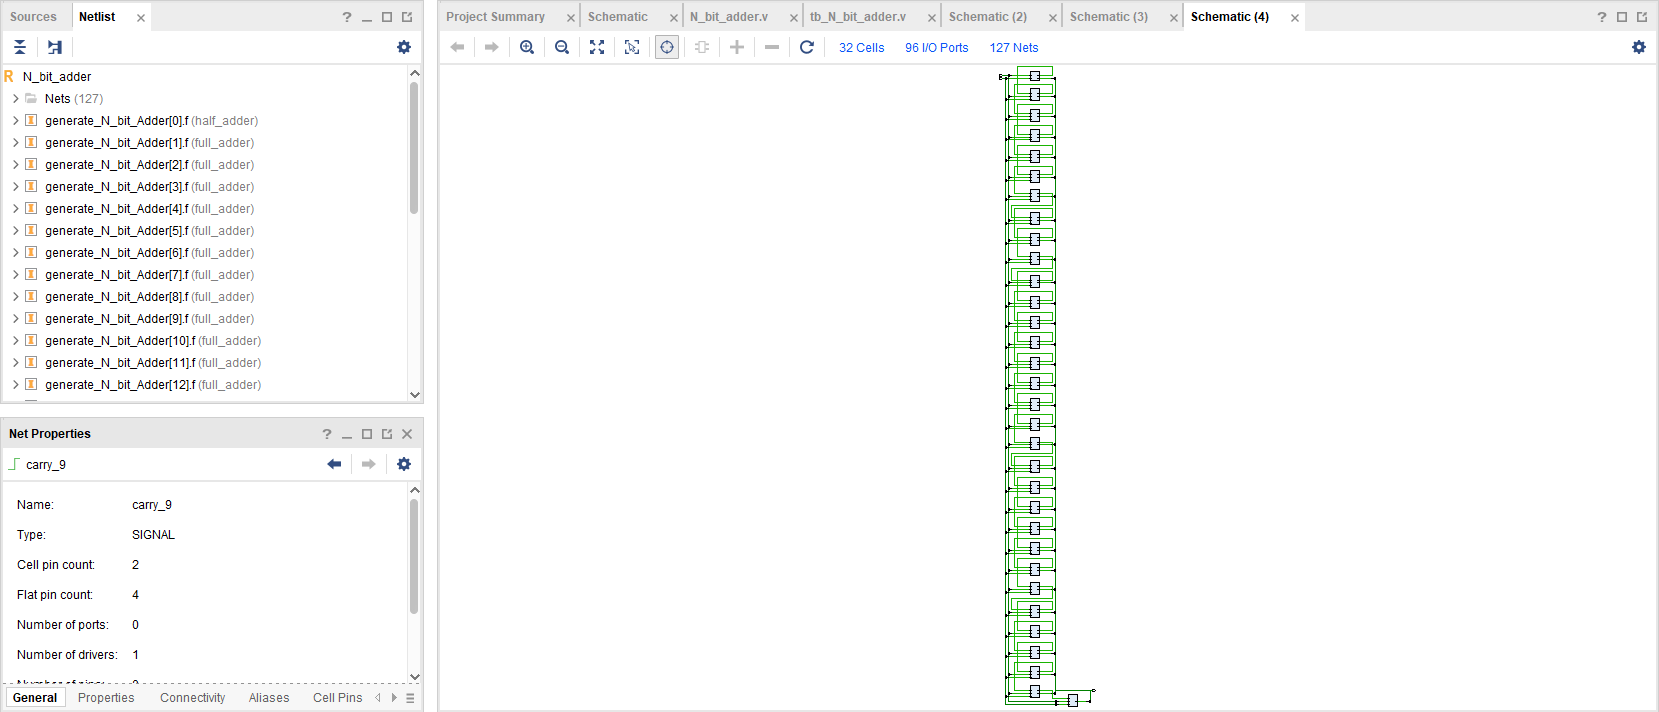 Sources
Netlist
?
R N_bit_adder
Nets (127)
generate_N_bit_Adder[0].f (half_adder)
generate_N_bit_Adder[1].f (full_adder)
generate_N_bit_Adder[2].f (full_adder)
generate_N_bit_Adder[3].f (full_adder)
generate_N_bit_Adder[4].f (full_adder)
generate_N_bit_Adder[5].f (full_adder)
generate_N_bit_Adder[6].f (full_adder)
generate_N_bit_Adder[7].f (full_adder)
generate_N_bit_Adder[8].f (full_adder)
generate_N_bit_Adder[9].f (full_adder)
generate_N_bit_Adder[10].f (full_adder)
generate_N_bit_Adder[11].f (full_adder)
generate_N_bit_Adder[12].f (full_adder)
Net Properties
?
carry_9
Name: carry_9
Type: SIGNAL
Cell pin count: 2
Flat pin count: 4
Number of ports: 0
Number of drivers: 1
General Properties Connectivity Aliases Cell Pins
Project Summary Schematic N_bit_adder.v tb_N_bit_adder.v Schematic (2) Schematic (3) Schematic (4)
?
32 Cells 96 I/O Ports 127 Nets